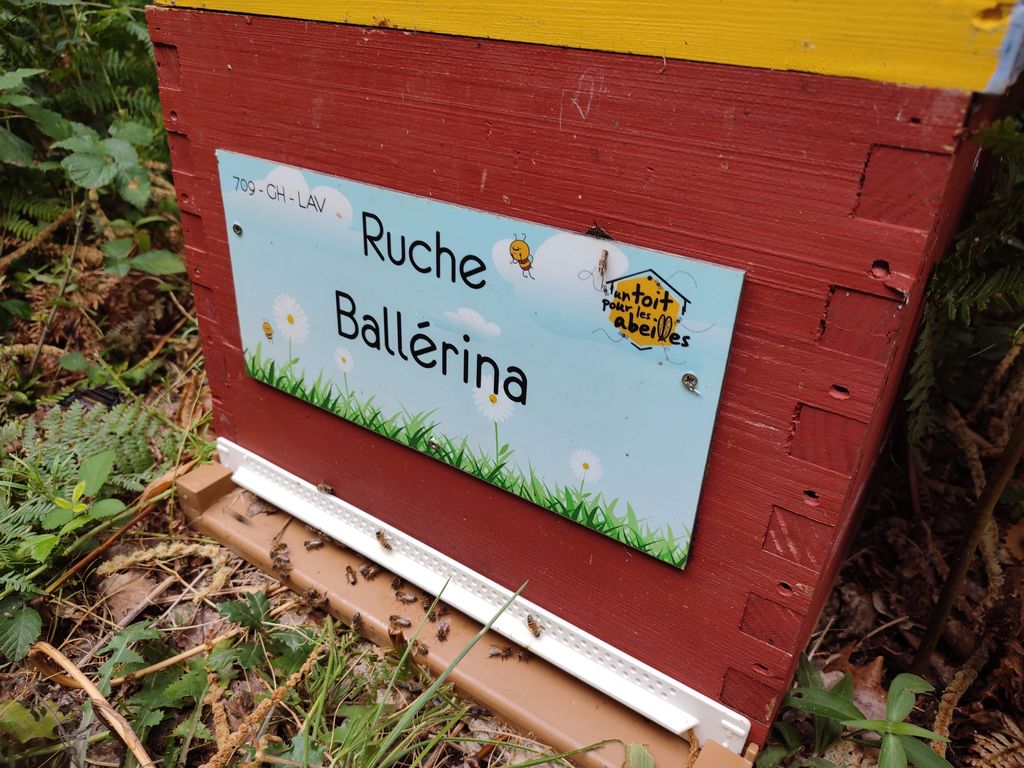 709 - GH - LAV
Ruche
Ballérina
un toit
pour les
abeilles